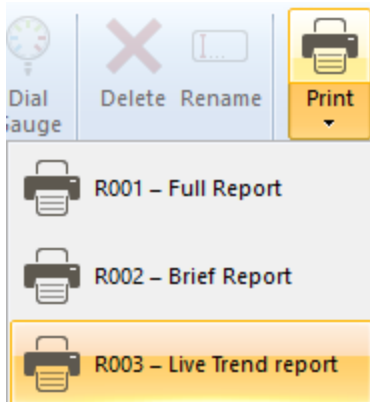 Dial
Gauge
Delete
Rename
Print
R001 – Full Report
R002 – Brief Report
R003 – Live Trend report